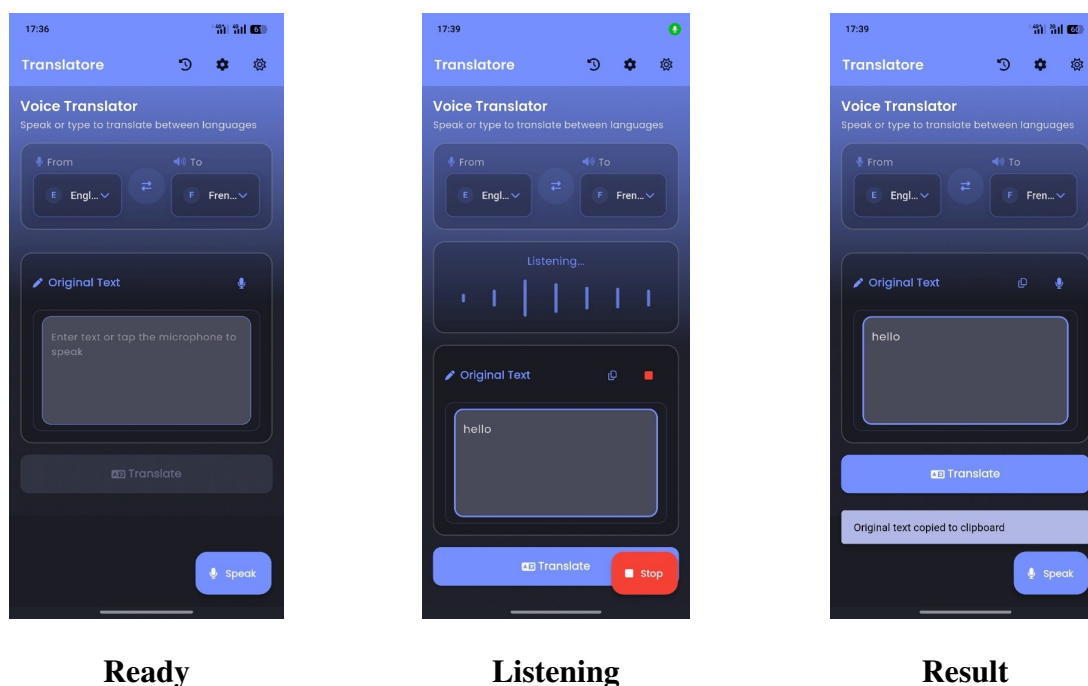 17:36
Translatore
Voice Translator
Speak or type to translate between languages
From
To
E Engl...
F Fren...
Original Text
Enter text or tap the microphone to
speak
Translate
Speak
Ready
17:39
Translatore
Voice Translator
Speak or type to translate between languages
From
To
E Engl...
F Fren...
Listening...
Original Text
hello
Translate
Stop
Listening
17:39
Translatore
Voice Translator
Speak or type to translate between languages
From
To
E Engl...
F Fren...
Original Text
hello
Translate
Original text copied to clipboard
Speak
Result